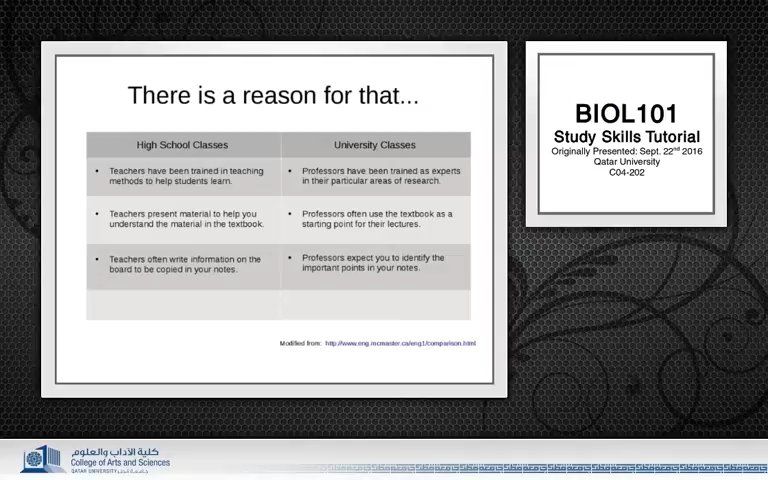 There is a reason for that...
High School Classes
University Classes
• Teachers have been trained in teaching
methods to help students learn.
• Professors have been trained as experts
in their particular areas of research.
• Teachers present material to help you
understand the material in the textbook.
• Professors often use the textbook as a
starting point for their lectures.
• Teachers often write information on the
board to be copied in your notes.
• Professors expect you to identify the
important points in your notes.
Modified from: http://www.eng.mcmaster.ca/eng1/comparison.html
BIOL101
Study Skills Tutorial
Originally Presented: Sept. 22nd 2016
Qatar University
C04-202
كلية الآداب والعلوم
College of Arts and Sciences
QATAR UNIVERSITY جامعة قطر